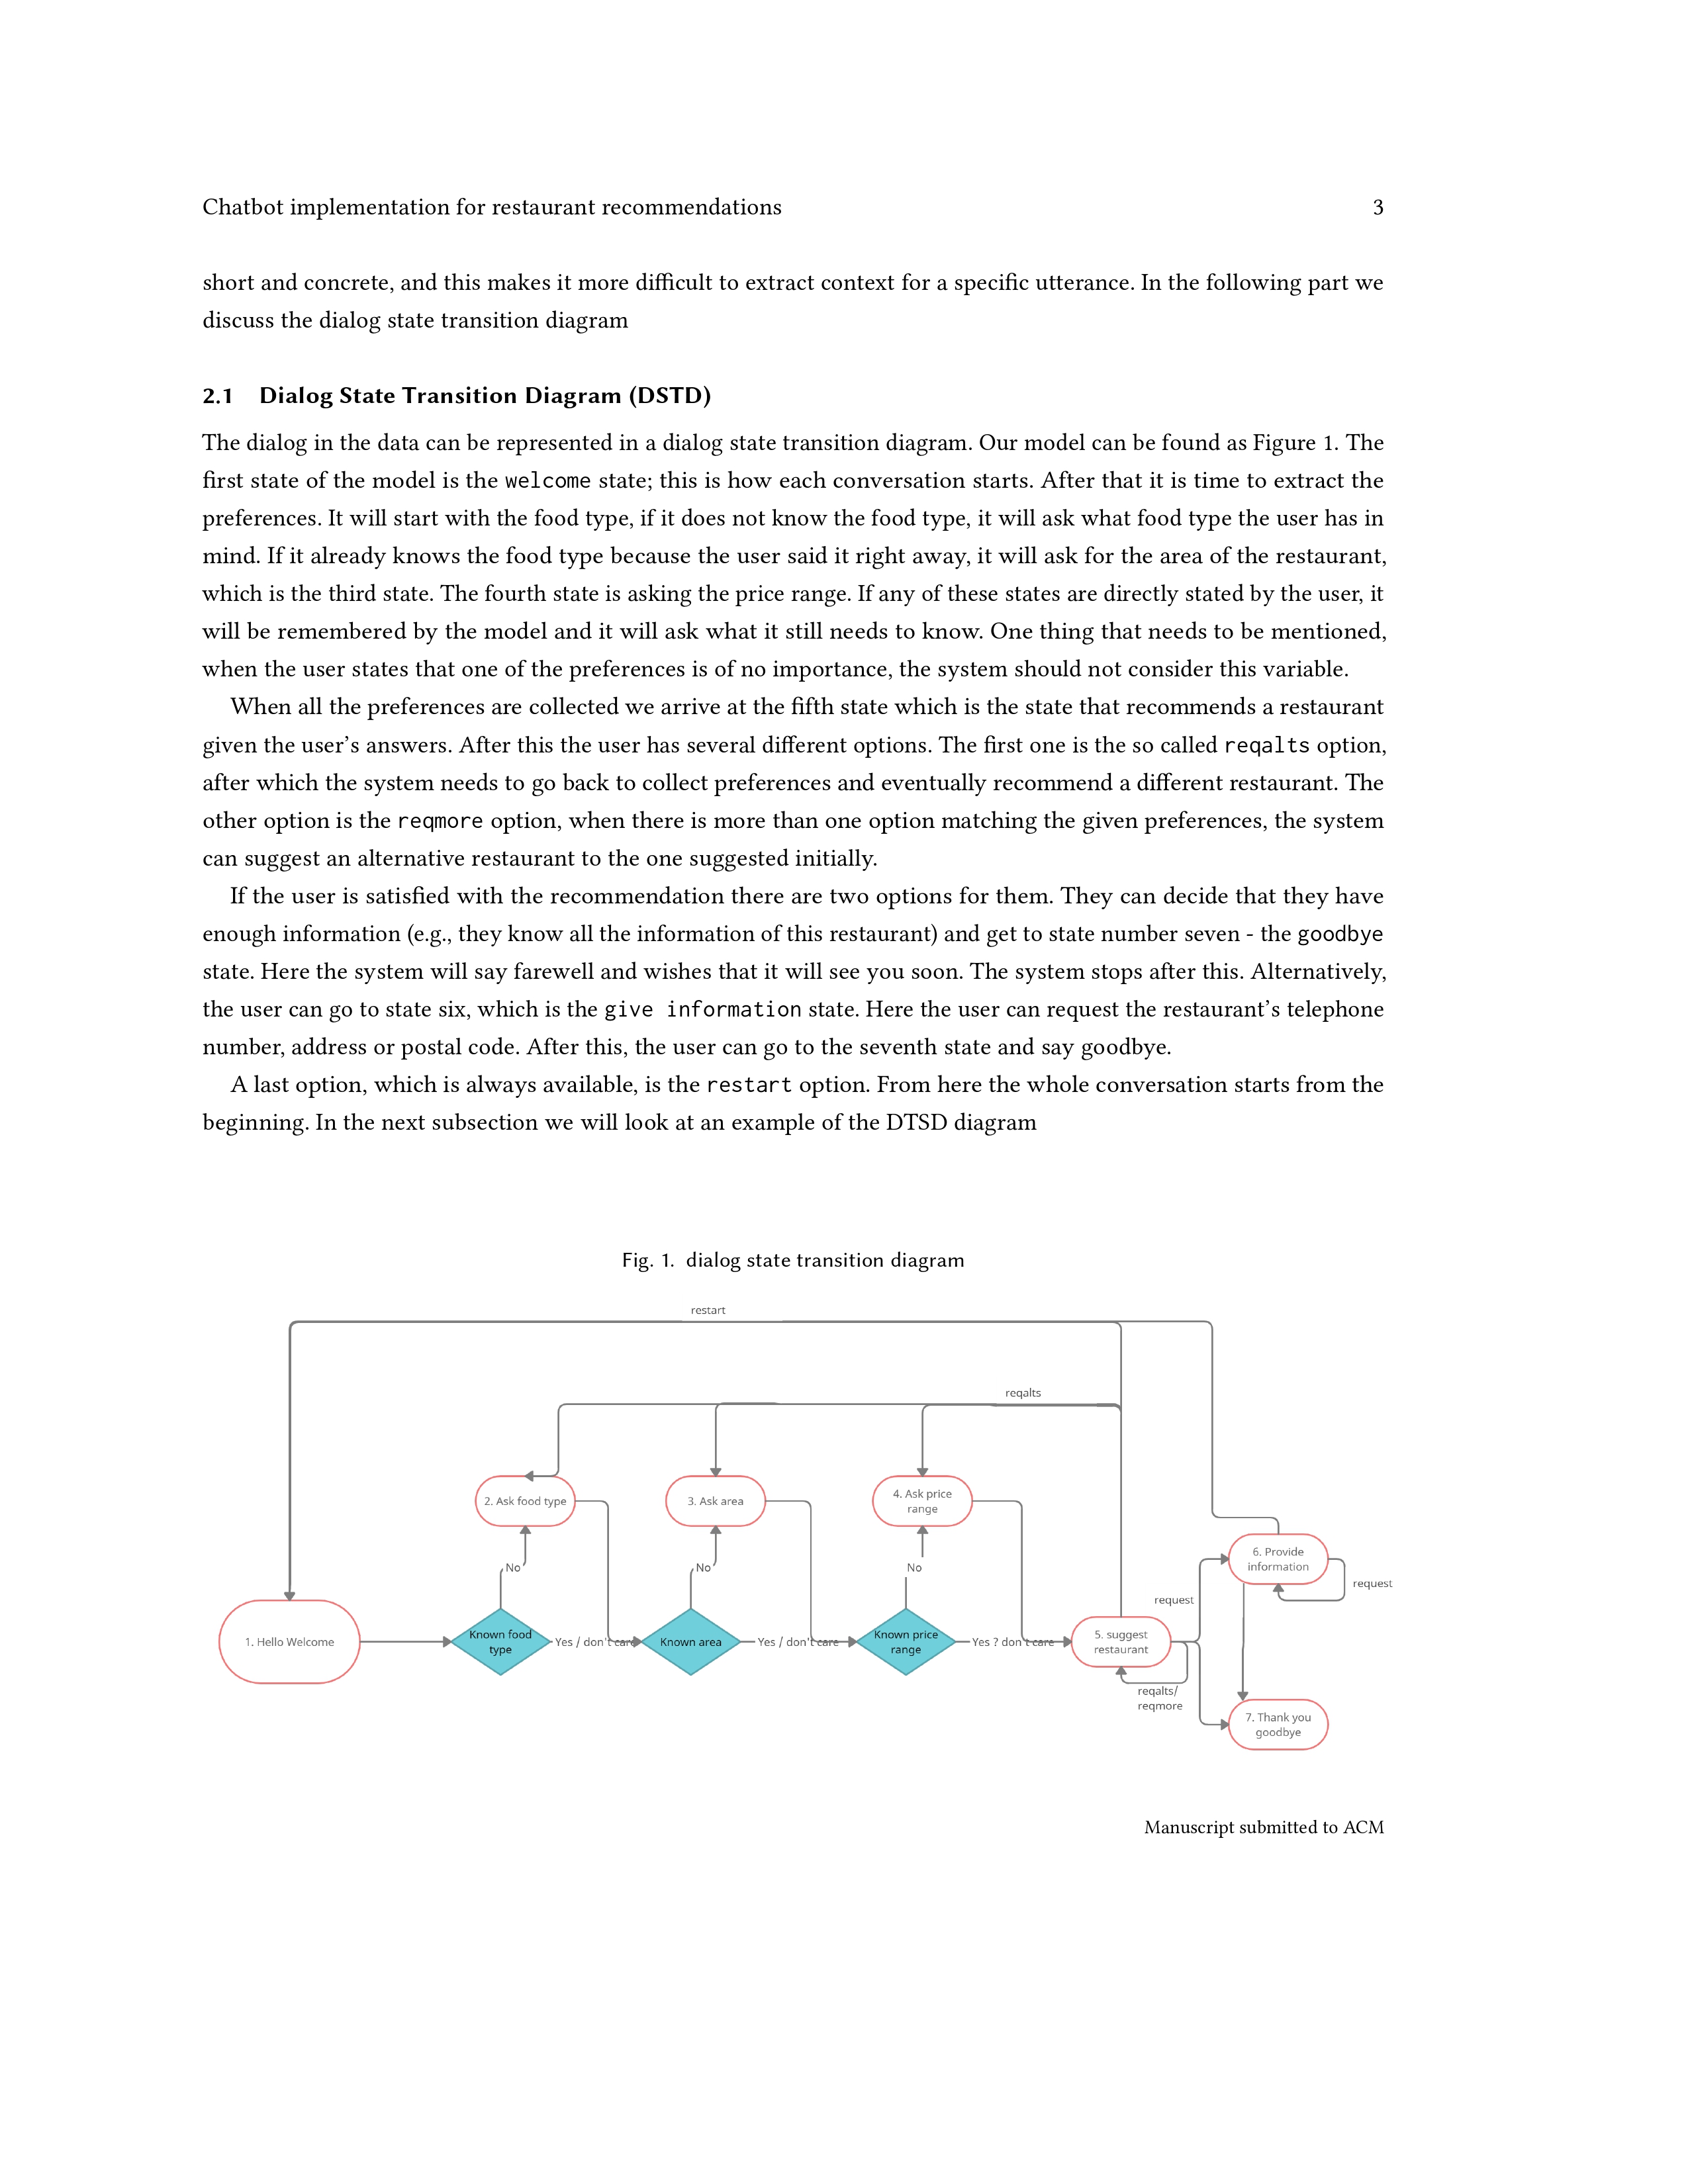 Chatbot implementation for restaurant recommendations 3
short and concrete, and this makes it more difficult to extract context for a specific utterance. In the following part we
discuss the dialog state transition diagram
2.1 Dialog State Transition Diagram (DSTD)
The dialog in the data can be represented in a dialog state transition diagram. Our model can be found as Figure 1. The
first state of the model is the welcome state; this is how each conversation starts. After that it is time to extract the
preferences. It will start with the food type, if it does not know the food type, it will ask what food type the user has in
mind. If it already knows the food type because the user said it right away, it will ask for the area of the restaurant,
which is the third state. The fourth state is asking the price range. If any of these states are directly stated by the user, it
will be remembered by the model and it will ask what it still needs to know. One thing that needs to be mentioned,
when the user states that one of the preferences is of no importance, the system should not consider this variable.
When all the preferences are collected we arrive at the fifth state which is the state that recommends a restaurant
given the user's answers. After this the user has several different options. The first one is the so called reqalts option,
after which the system needs to go back to collect preferences and eventually recommend a different restaurant. The
other option is the reqmore option, when there is more than one option matching the given preferences, the system
can suggest an alternative restaurant to the one suggested initially.
If the user is satisfied with the recommendation there are two options for them. They can decide that they have
enough information (e.g., they know all the information of this restaurant) and get to state number seven - the goodbye
state. Here the system will say farewell and wishes that it will see you soon. The system stops after this. Alternatively,
the user can go to state six, which is the give information state. Here the user can request the restaurant's telephone
number, address or postal code. After this, the user can go to the seventh state and say goodbye.
A last option, which is always available, is the restart option. From here the whole conversation starts from the
beginning. In the next subsection we will look at an example of the DTSD diagram
Fig. 1. dialog state transition diagram
restart
reqalts
2. Ask food type
3. Ask area
4. Ask price
range
No
No
No
6. Provide
information
request
request
1. Hello Welcome
Known food
type
Yes / don't care
Known area
Yes / don't care
Known price
range
Yes ? don't care
5. suggest
restaurant
reqalts/
reqmore
7. Thank you
goodbye
Manuscript submitted to ACM